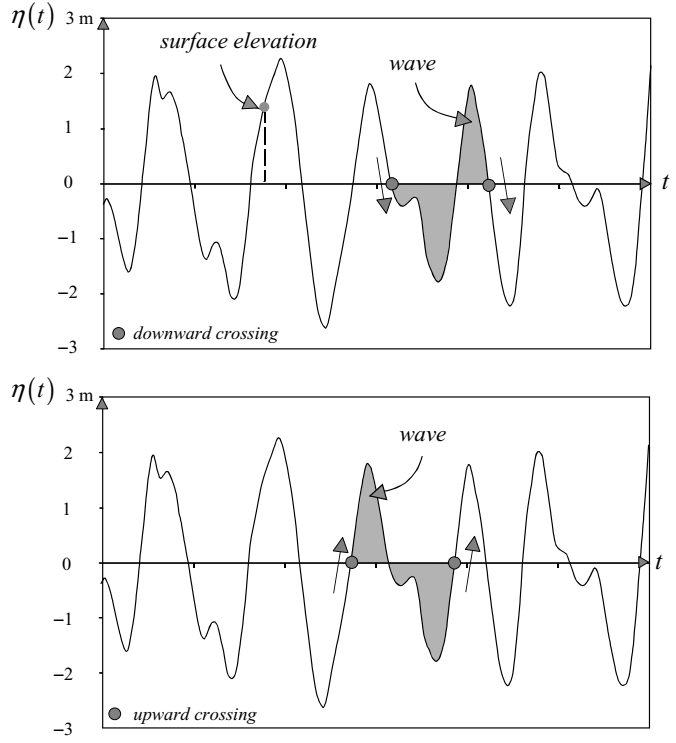 η(t) 3 m
surface elevation
wave
2
1
0
t
−1
−2
−3
downward crossing
η(t) 3 m
wave
2
1
0
t
−1
−2
−3
upward crossing